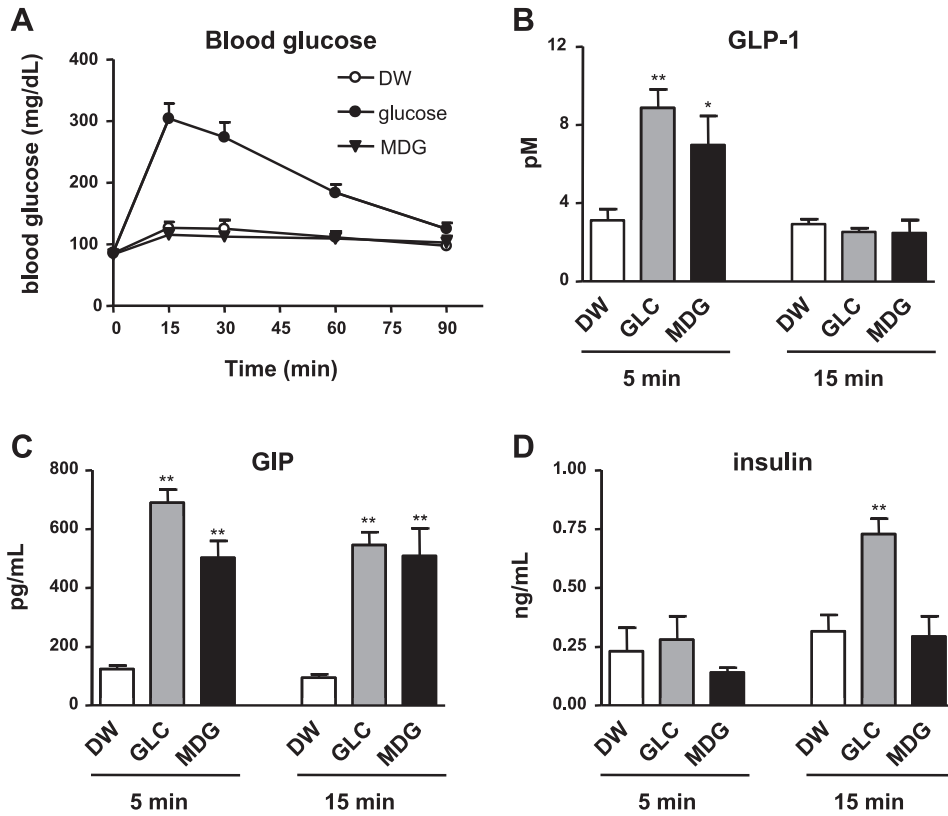 A
Blood glucose
blood glucose (mg/dL)
400
300
200
100
0
DW
glucose
MDG
0 15 30 45 60 75 90
Time (min)
B
GLP-1
pM
12
8
4
0
**
*
DW GLC MDG DW GLC MDG
5 min 15 min
C
GIP
pg/mL
800
600
400
200
0
**
**
**
**
DW GLC MDG DW GLC MDG
5 min 15 min
D
insulin
ng/mL
1.00
0.75
0.50
0.25
0.00
**
DW GLC MDG DW GLC MDG
5 min 15 min